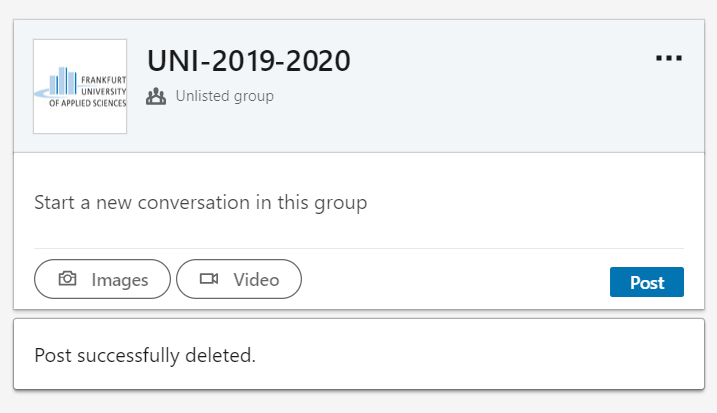 UNI-2019-2020
FRANKFURT
UNIVERSITY
OF APPLIED SCIENCES
Unlisted group
Start a new conversation in this group
Images
Video
Post
Post successfully deleted.